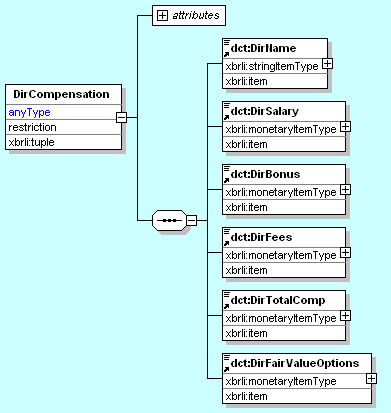 attributes
DirCompensation
anyType
restriction
xbrli:tuple
dct:DirName
xbrli:stringItemType
xbrli:item
dct:DirSalary
xbrli:monetaryItemType
xbrli:item
dct:DirBonus
xbrli:monetaryItemType
xbrli:item
dct:DirFees
xbrli:monetaryItemType
xbrli:item
dct:DirTotalComp
xbrli:monetaryItemType
xbrli:item
dct:DirFairValueOptions
xbrli:monetaryItemType
xbrli:item